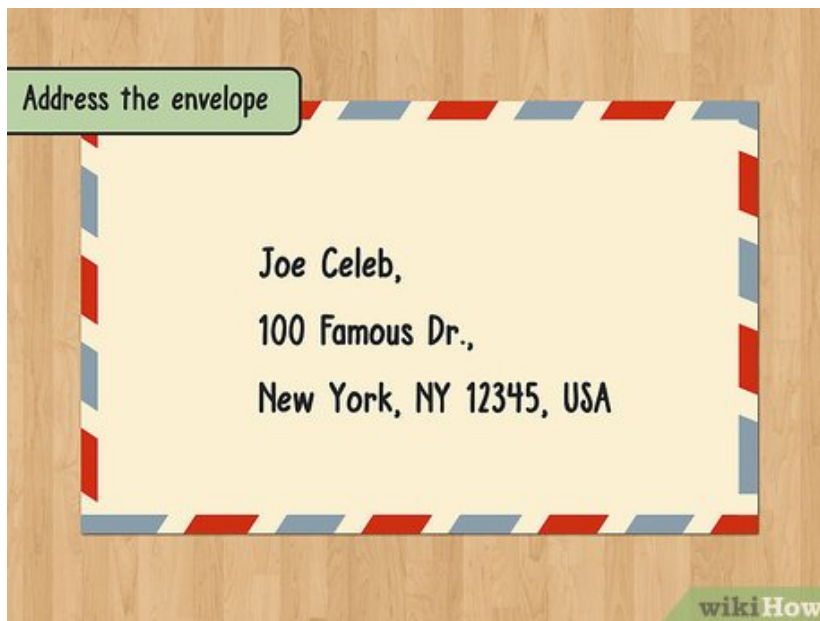 Address the envelope
Joe Celeb,
100 Famous Dr.,
New York, NY 12345, USA
wikiHow